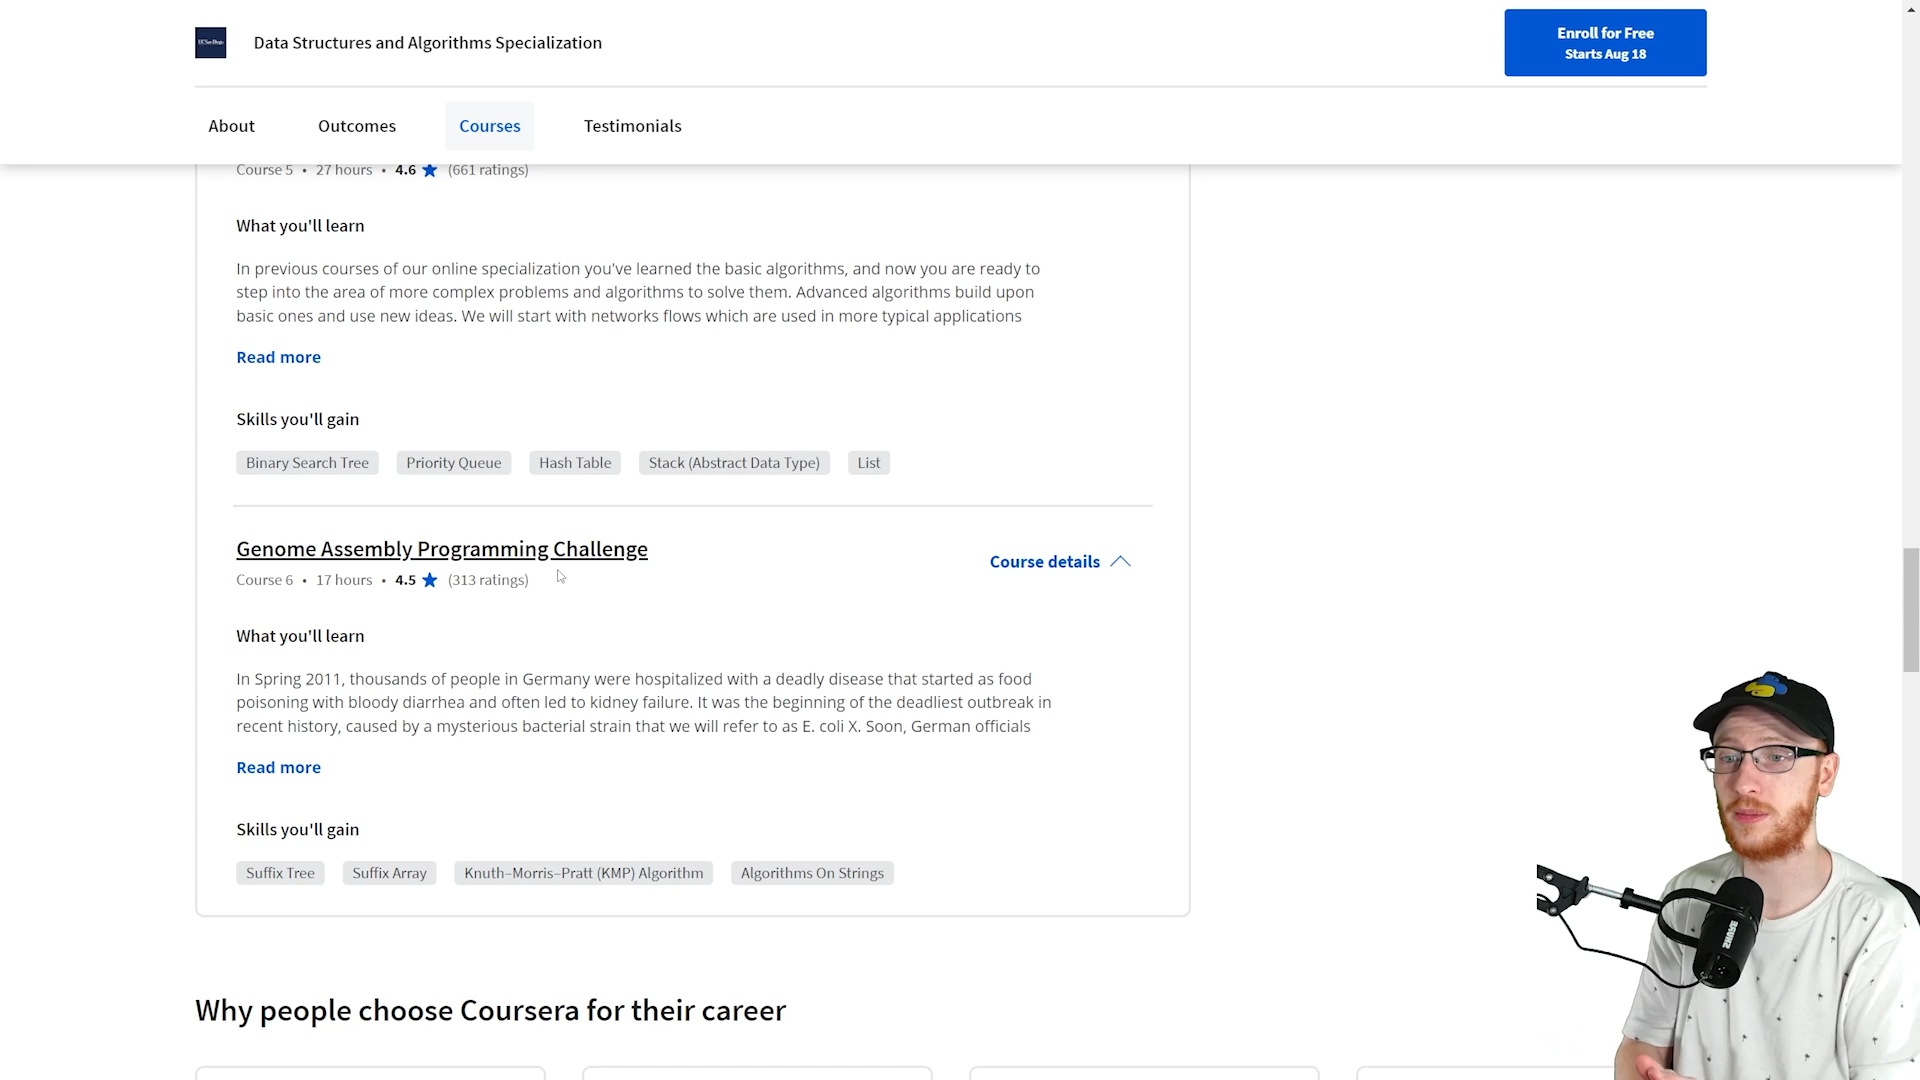 UC San Diego
Data Structures and Algorithms Specialization
Enroll for Free
Starts Aug 18
About
Outcomes
Courses
Testimonials
Course 5 • 27 hours • 4.6 ★ (661 ratings)
What you'll learn
In previous courses of our online specialization you've learned the basic algorithms, and now you are ready to
step into the area of more complex problems and algorithms to solve them. Advanced algorithms build upon
basic ones and use new ideas. We will start with networks flows which are used in more typical applications
Read more
Skills you'll gain
Binary Search Tree
Priority Queue
Hash Table
Stack (Abstract Data Type)
List
Genome Assembly Programming Challenge
Course details
Course 6 • 17 hours • 4.5 ★ (313 ratings)
What you'll learn
In Spring 2011, thousands of people in Germany were hospitalized with a deadly disease that started as food
poisoning with bloody diarrhea and often led to kidney failure. It was the beginning of the deadliest outbreak in
recent history, caused by a mysterious bacterial strain that we will refer to as E. coli X. Soon, German officials
Read more
Skills you'll gain
Suffix Tree
Suffix Array
Knuth–Morris–Pratt (KMP) Algorithm
Algorithms On Strings
Why people choose Coursera for their career
SHURE